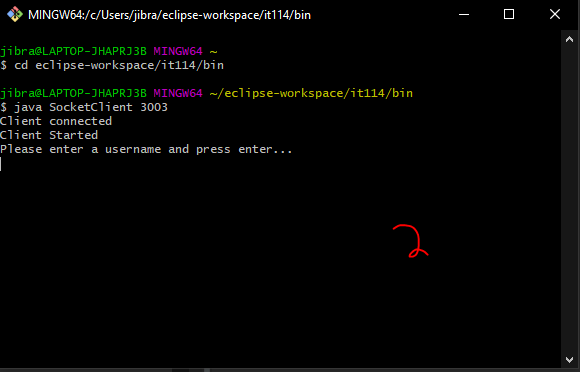 MINGW64:/c/Users/jibra/eclipse-workspace/it114/bin
jibra@LAPTOP-JHAPRJ3B MINGW64 ~
$ cd eclipse-workspace/it114/bin
jibra@LAPTOP-JHAPRJ3B MINGW64 ~/eclipse-workspace/it114/bin
$ java SocketClient 3003
Client connected
Client Started
Please enter a username and press enter...
2